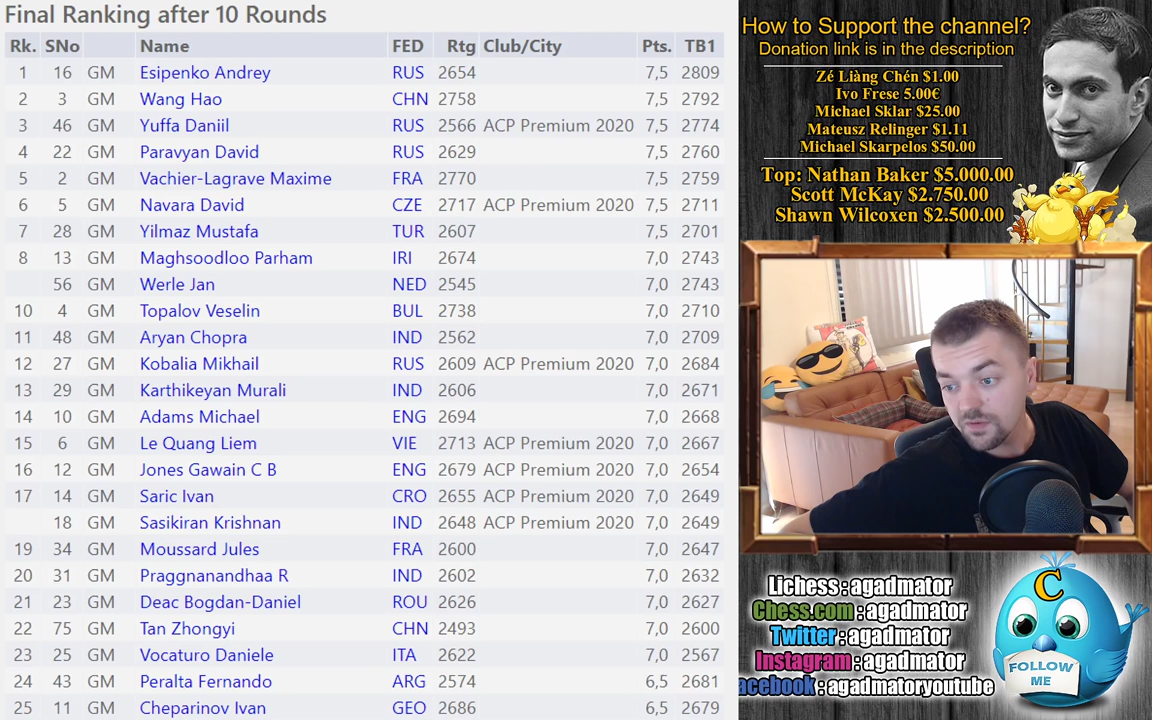 Final Ranking after 10 Rounds
Rk. SNo Name FED Rtg Club/City Pts. TB1
1 16 GM Esipenko Andrey RUS 2654 7,5 2809
2 3 GM Wang Hao CHN 2758 7,5 2792
3 46 GM Yuffa Daniil RUS 2566 ACP Premium 2020 7,5 2774
4 22 GM Paravyan David RUS 2629 7,5 2760
5 2 GM Vachier-Lagrave Maxime FRA 2770 7,5 2759
6 5 GM Navara David CZE 2717 ACP Premium 2020 7,5 2711
7 28 GM Yilmaz Mustafa TUR 2607 7,5 2701
8 13 GM Maghsoodloo Parham IRI 2674 7,0 2743
56 GM Werle Jan NED 2545 7,0 2743
10 4 GM Topalov Veselin BUL 2738 7,0 2710
11 48 GM Aryan Chopra IND 2562 7,0 2709
12 27 GM Kobalia Mikhail RUS 2609 ACP Premium 2020 7,0 2684
13 29 GM Karthikeyan Murali IND 2606 7,0 2671
14 10 GM Adams Michael ENG 2694 7,0 2668
15 6 GM Le Quang Liem VIE 2713 ACP Premium 2020 7,0 2667
16 12 GM Jones Gawain C B ENG 2679 ACP Premium 2020 7,0 2654
17 14 GM Saric Ivan CRO 2655 ACP Premium 2020 7,0 2649
18 GM Sasikiran Krishnan IND 2648 ACP Premium 2020 7,0 2649
19 34 GM Moussard Jules FRA 2600 7,0 2647
20 31 GM Praggnanandhaa R IND 2602 7,0 2632
21 23 GM Deac Bogdan-Daniel ROU 2626 7,0 2627
22 75 GM Tan Zhongyi CHN 2493 7,0 2600
23 25 GM Vocaturo Daniele ITA 2622 7,0 2567
24 43 GM Peralta Fernando ARG 2574 6,5 2681
25 11 GM Cheparinov Ivan GEO 2686 6,5 2679
How to Support the channel?
Donation link is in the description
Zé Liàng Chén $1.00
Ivo Frese 5.00€
Michael Sklar $25.00
Mateusz Relinger $1.11
Michael Skarpelos $50.00
Top: Nathan Baker $5.000.00
Scott McKay $2.750.00
Shawn Wilcoxen $2.500.00
Lichess : agadmator
Chess.com : agadmator
Twitter : agadmator
Instagram : agadmator
acebook : agadmatoryoutube
C
FOLLOW
ME